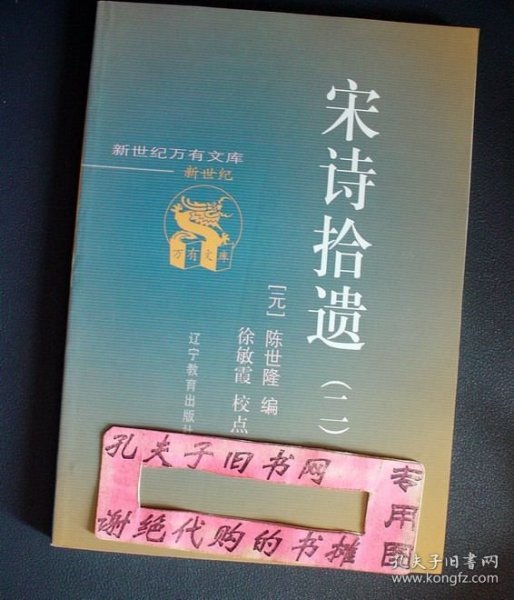 宋诗拾遗（二）
新世纪万有文库
新世纪
万有文库
［元］陈世隆 编
徐敏霞 校点
辽宁教育出版社
孔夫子旧书网
谢绝代购的书摊
专用图
孔夫子旧书网
www.kongfz.com